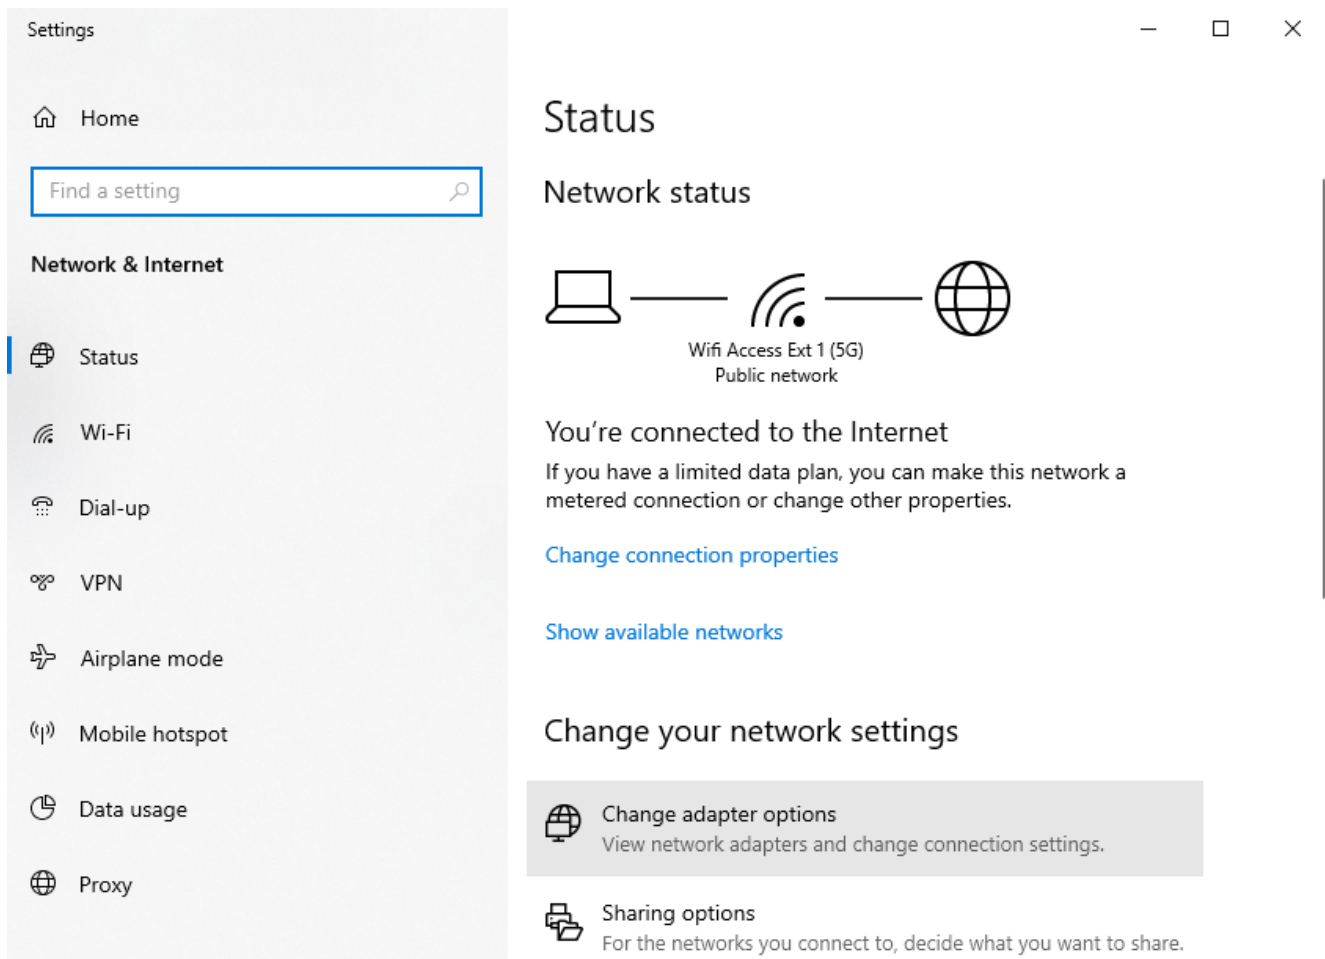 Settings
Home
Find a setting
Network & Internet
Status
Wi-Fi
Dial-up
VPN
Airplane mode
Mobile hotspot
Data usage
Proxy
Status
Network status
Wifi Access Ext 1 (5G)
Public network
You're connected to the Internet
If you have a limited data plan, you can make this network a
metered connection or change other properties.
Change connection properties
Show available networks
Change your network settings
Change adapter options
View network adapters and change connection settings.
Sharing options
For the networks you connect to, decide what you want to share.